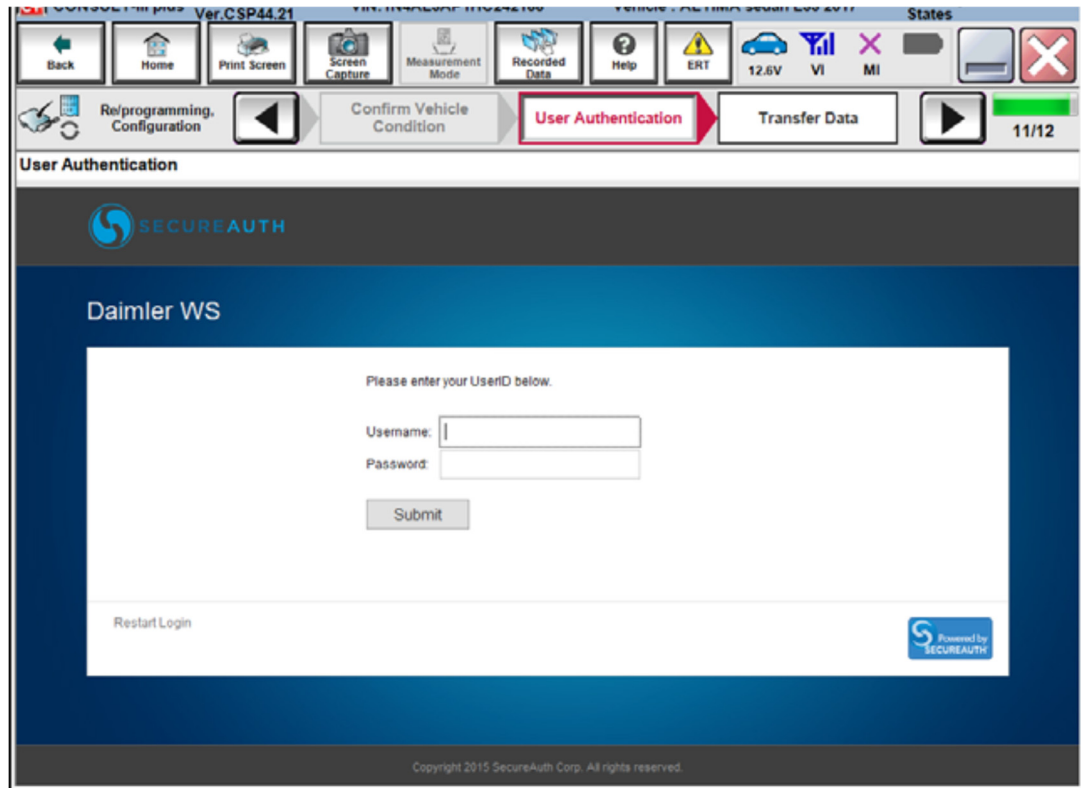 CONSULT-III plus Ver.CSP44.21 States
Back
Home
Print Screen
Screen
Capture
Measurement
Mode
Recorded
Data
Help
ERT
12.6V
VI
MI
Re/programming,
Configuration
Confirm Vehicle
Condition
User Authentication
Transfer Data
11/12
User Authentication
SECUREAUTH
Daimler WS
Please enter your UserID below.
Username:
Password:
Submit
Restart Login
Powered by
SECUREAUTH
Copyright 2015 SecureAuth Corp. All rights reserved.